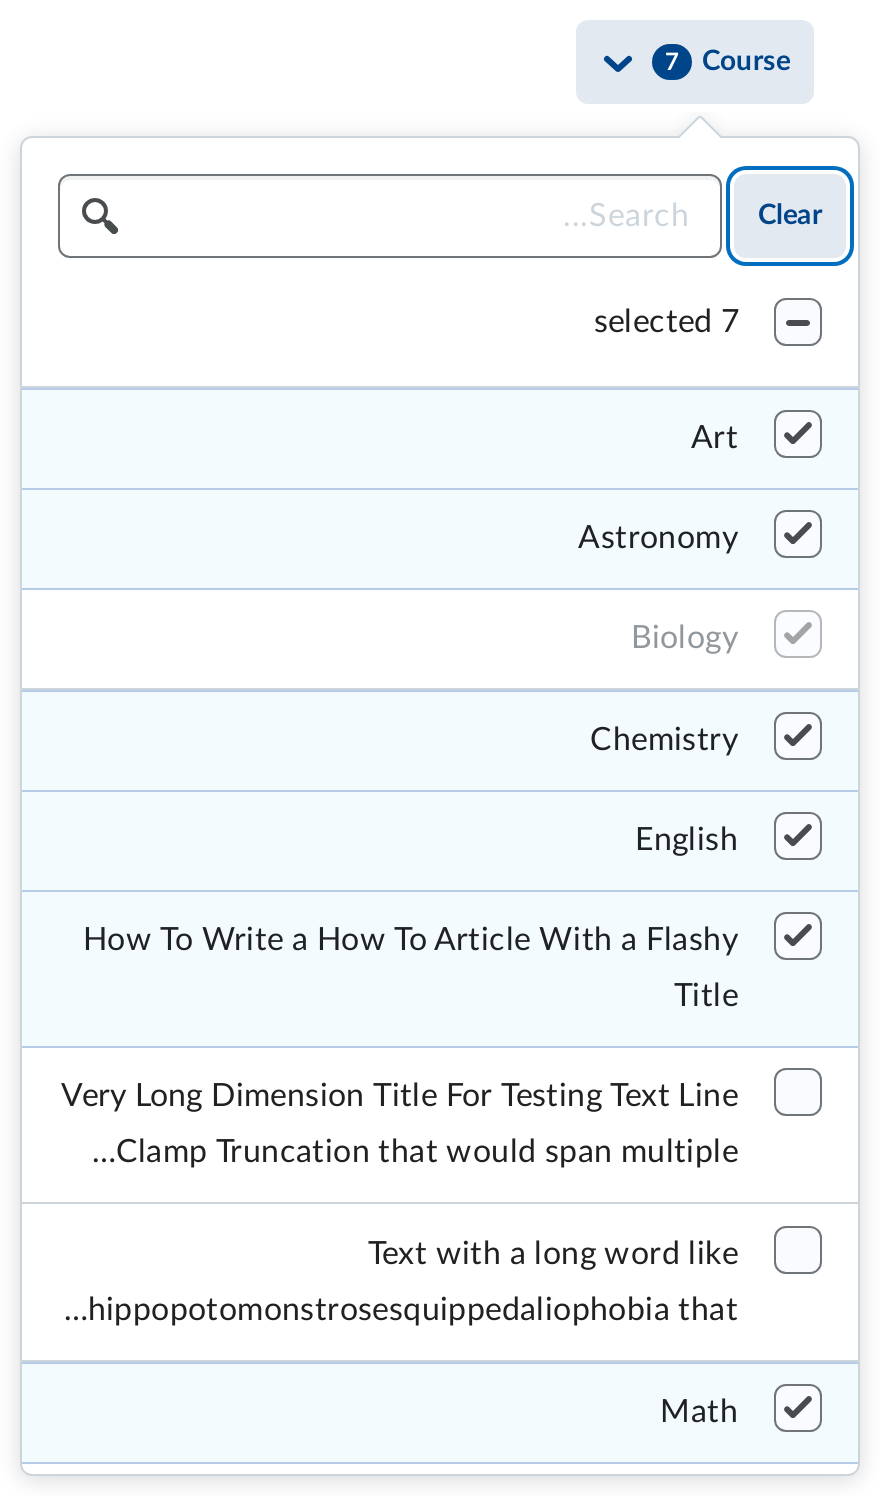 7 Course
...Search
Clear
selected 7
Art
Astronomy
Biology
Chemistry
English
How To Write a How To Article With a Flashy
Title
Very Long Dimension Title For Testing Text Line
...Clamp Truncation that would span multiple
Text with a long word like
...hippopotomonstrosesquippedaliophobia that
Math